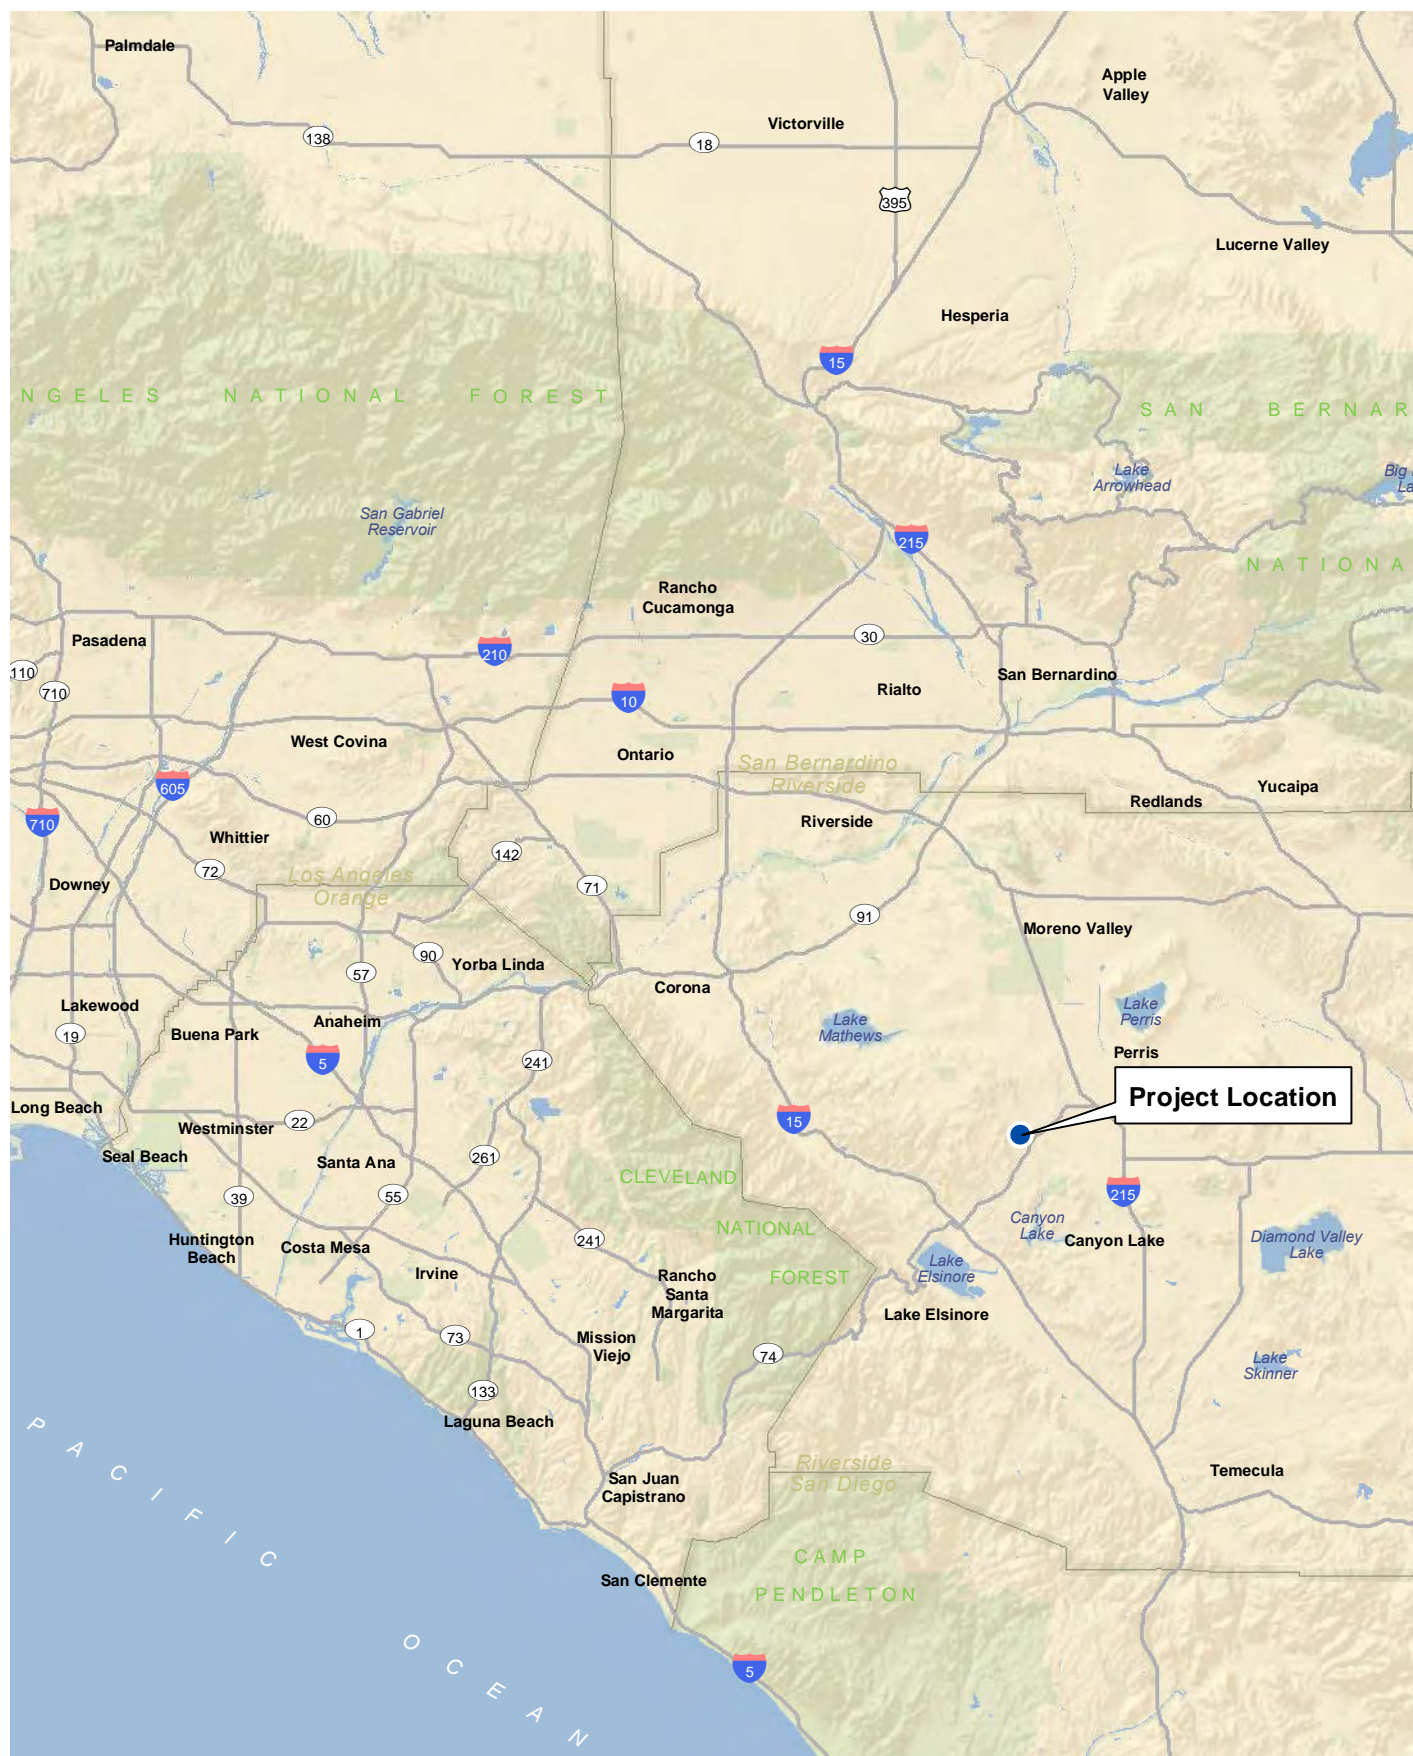 Palmdale
Apple
Valley
Victorville
138
18
395
Lucerne Valley
Hesperia
15
NGELES NATIONAL FOREST
SAN BERNAR
Lake
Arrowhead
Big
La
San Gabriel
Reservoir
215
NATIONA
Rancho
Cucamonga
Pasadena
210
30
110
710
10
Rialto
San Bernardino
West Covina
Ontario
San Bernardino
Riverside
605
Yucaipa
Redlands
710
60
Riverside
Whittier
142
72
Los Angeles
Orange
Downey
71
91
Moreno Valley
90
Yorba Linda
57
Corona
Lakewood
Lake
Perris
Buena Park
Anaheim
Lake
Mathews
19
5
241
Perris
Project Location
Long Beach
22
15
Westminster
Seal Beach
Santa Ana
261
CLEVELAND
39
55
215
Canyon
Lake
NATIONAL
Huntington
Beach
Costa Mesa
241
Canyon Lake
Diamond Valley
Lake
Irvine
Rancho
Santa
Margarita
FOREST
Lake
Elsinore
Lake Elsinore
1
73
Mission
Viejo
74
Lake
Skinner
133
Laguna Beach
PACIFIC
San Juan
Capistrano
Riverside
San Diego
Temecula
CAMP
PENDLETON
San Clemente
OCEAN
5